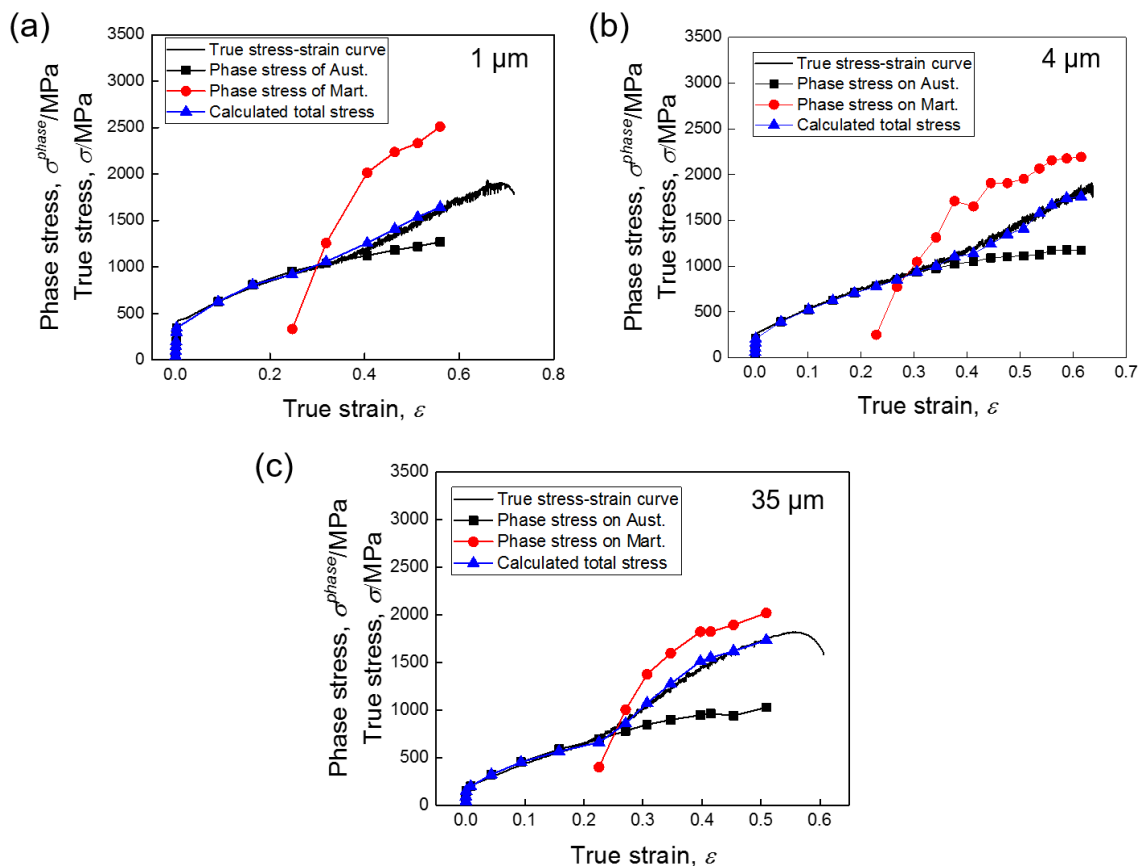 (a)
3500
3000
2500
2000
1500
1000
500
0
0.0 0.2 0.4 0.6 0.8
Phase stress, σ^phase/MPa
True stress, σ/MPa
True strain, ε
True stress-strain curve
Phase stress of Aust.
Phase stress of Mart.
Calculated total stress
1 μm
(b)
3500
3000
2500
2000
1500
1000
500
0
0.0 0.1 0.2 0.3 0.4 0.5 0.6 0.7
Phase stress, σ^phase/MPa
True stress, σ/MPa
True strain, ε
True stress-strain curve
Phase stress on Aust.
Phase stress on Mart.
Calculated total stress
4 μm
(c)
3500
3000
2500
2000
1500
1000
500
0
0.0 0.1 0.2 0.3 0.4 0.5 0.6
Phase stress, σ^phase/MPa
True stress, σ/MPa
True strain, ε
True stress-strain curve
Phase stress on Aust.
Phase stress on Mart.
Calculated total stress
35 μm